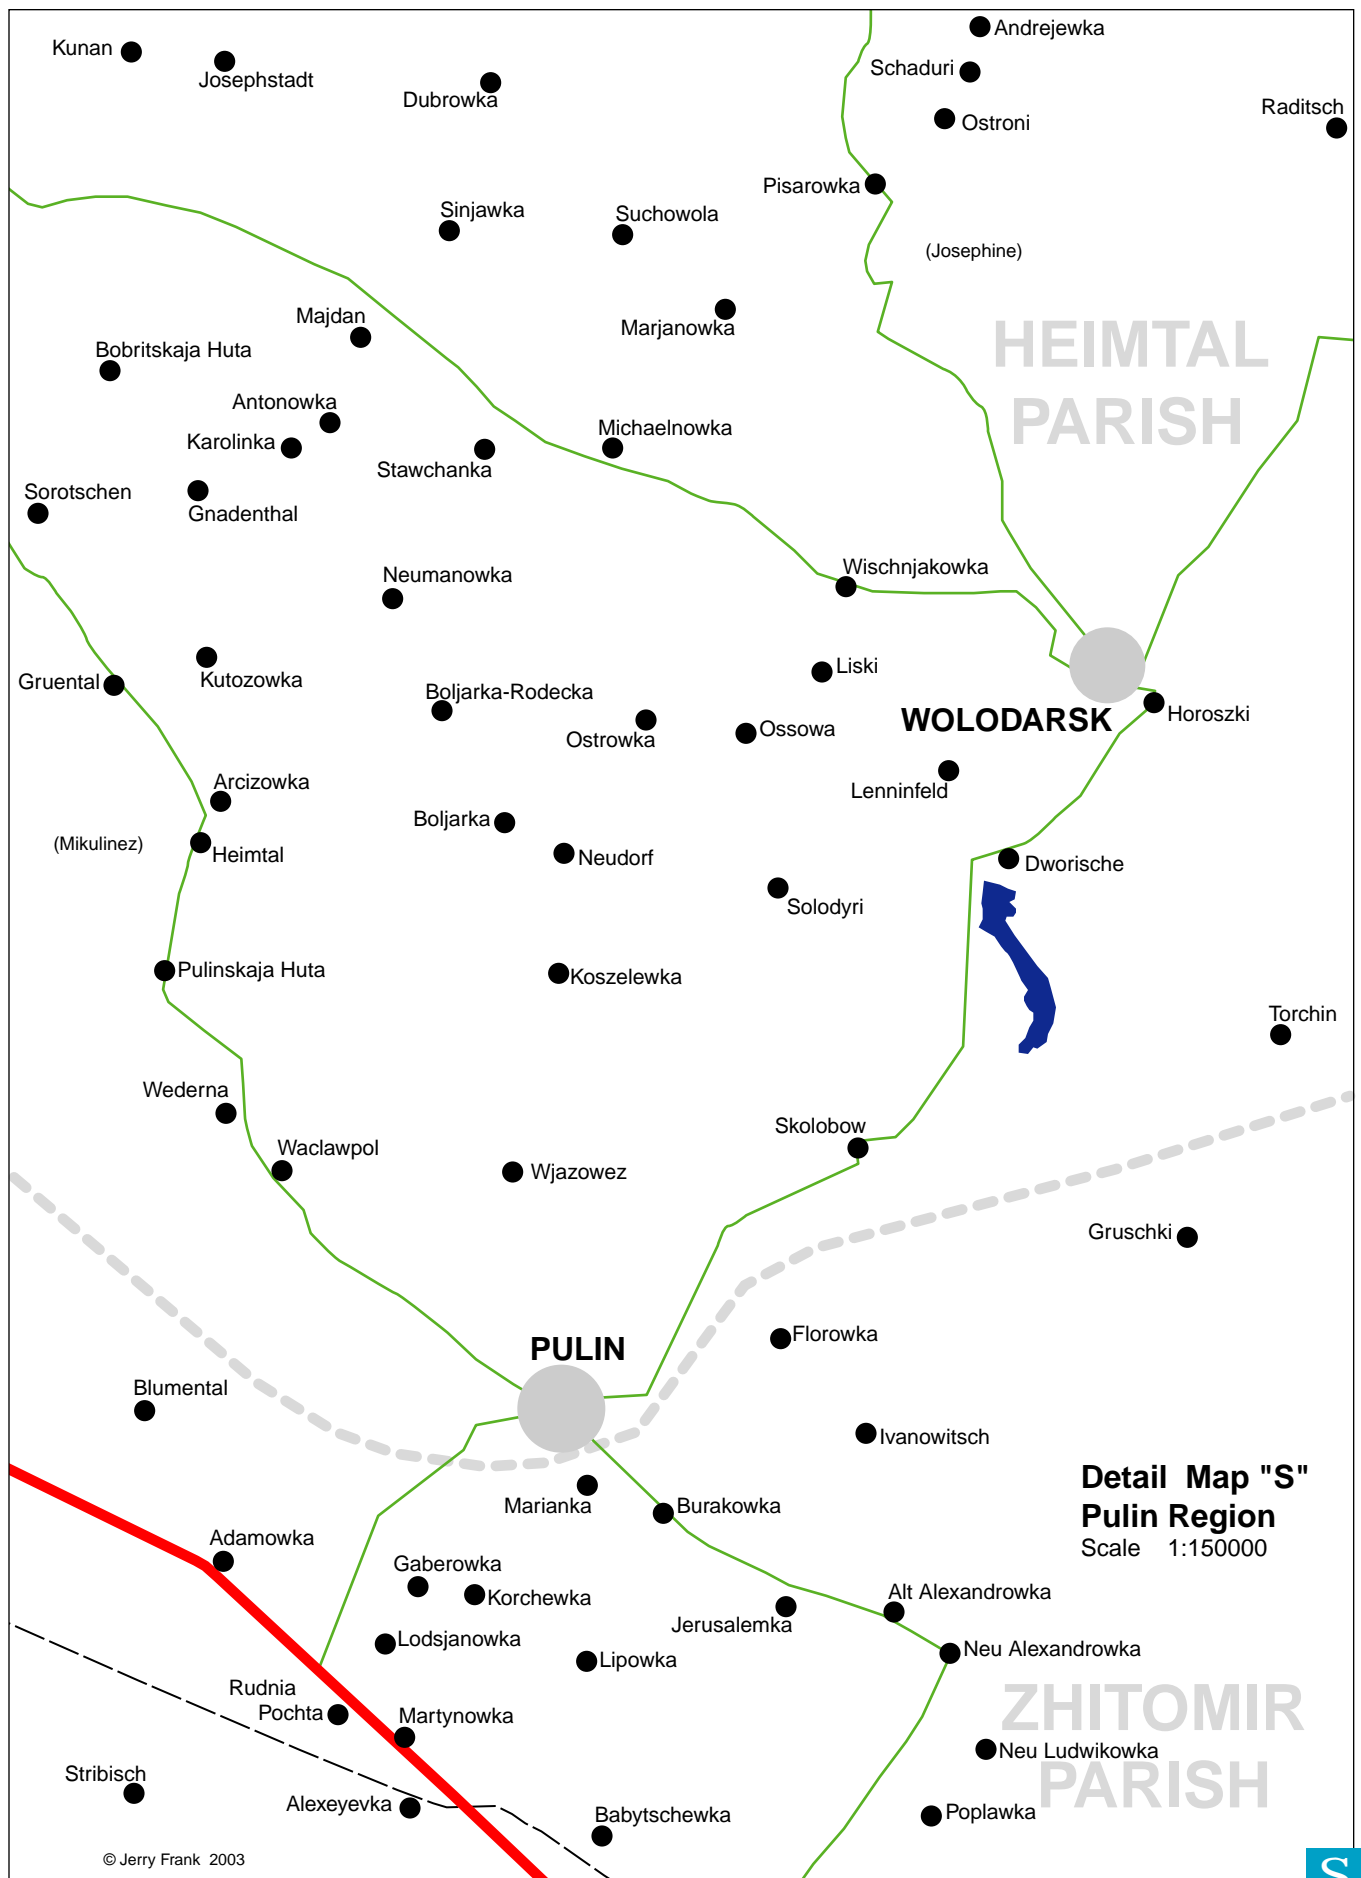 Andrejewka
Kunan
Josephstadt
Schaduri
Dubrowka
Raditsch
Ostroni
Pisarowka
Sinjawka
Suchowola
(Josephine)
Majdan
Marjanowka
HEIMTAL
PARISH
Bobritskaja Huta
Antonowka
Karolinka
Michaelnowka
Stawchanka
Sorotschen
Gnadenthal
Neumanowka
Wischnjakowka
Kutozowka
Gruental
Liski
Boljarka-Rodecka
WOLODARSK
Horoszki
Ostrowka
Ossowa
Arcizowka
Lenninfeld
Boljarka
(Mikulinez)
Heimtal
Neudorf
Dworische
Solodyri
Pulinskaja Huta
Koszelewka
Torchin
Wederna
Skolobow
Waclawpol
Wjazowez
Gruschki
Florowka
PULIN
Blumental
Ivanowitsch
Detail Map "S"
Pulin Region
Scale 1:150000
Marianka
Burakowka
Adamowka
Gaberowka
Korchewka
Alt Alexandrowka
Jerusalemka
Lodsjanowka
Neu Alexandrowka
Lipowka
Rudnia
Pochta
Martynowka
ZHITOMIR
PARISH
Neu Ludwikowka
Stribisch
Alexeyevka
Babytschewka
Poplawka
© Jerry Frank 2003
S